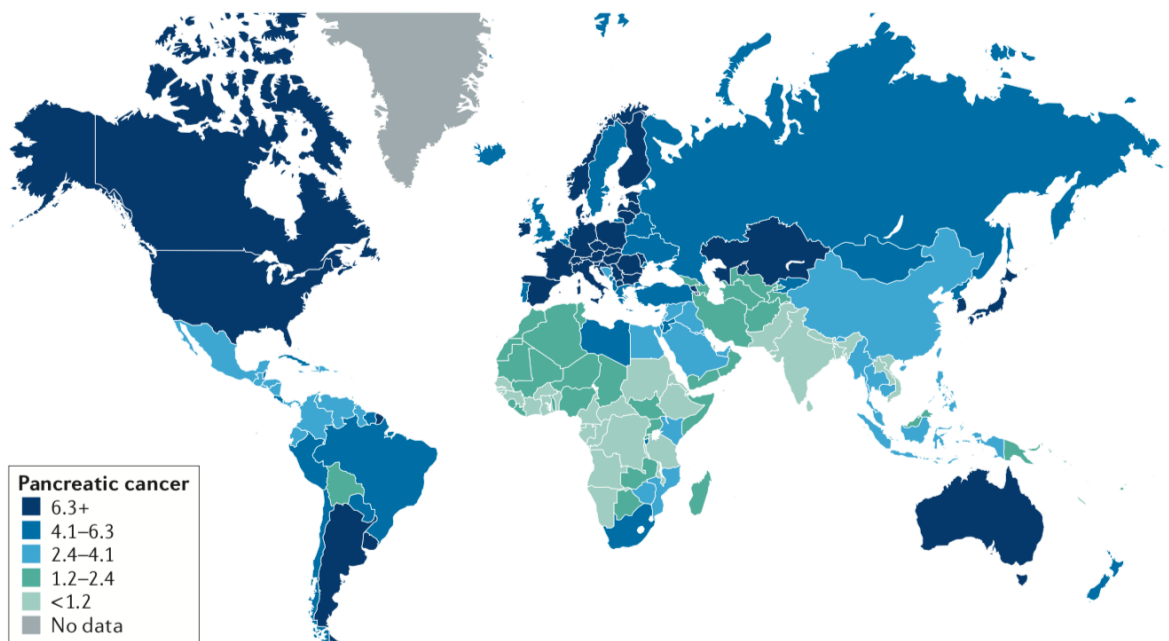 Pancreatic cancer
6.3+
4.1–6.3
2.4–4.1
1.2–2.4
<1.2
No data